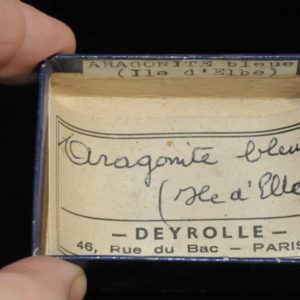 ARAGONITE bleue
(Ile d'Elbe)
Aragonite bleu
(Ile d'Elb
— DEYROLLE —
46, Rue du Bac — PARIS